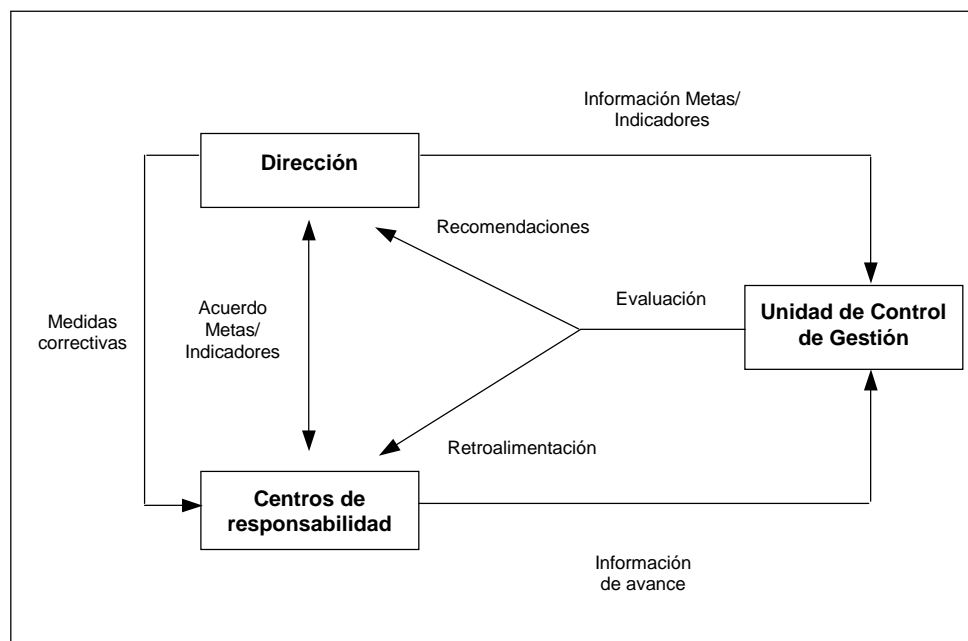 Información Metas/
Indicadores
Dirección
Recomendaciones
Evaluación
Unidad de Control
de Gestión
Acuerdo
Metas/
Indicadores
Medidas
correctivas
Retroalimentación
Centros de
responsabilidad
Información
de avance